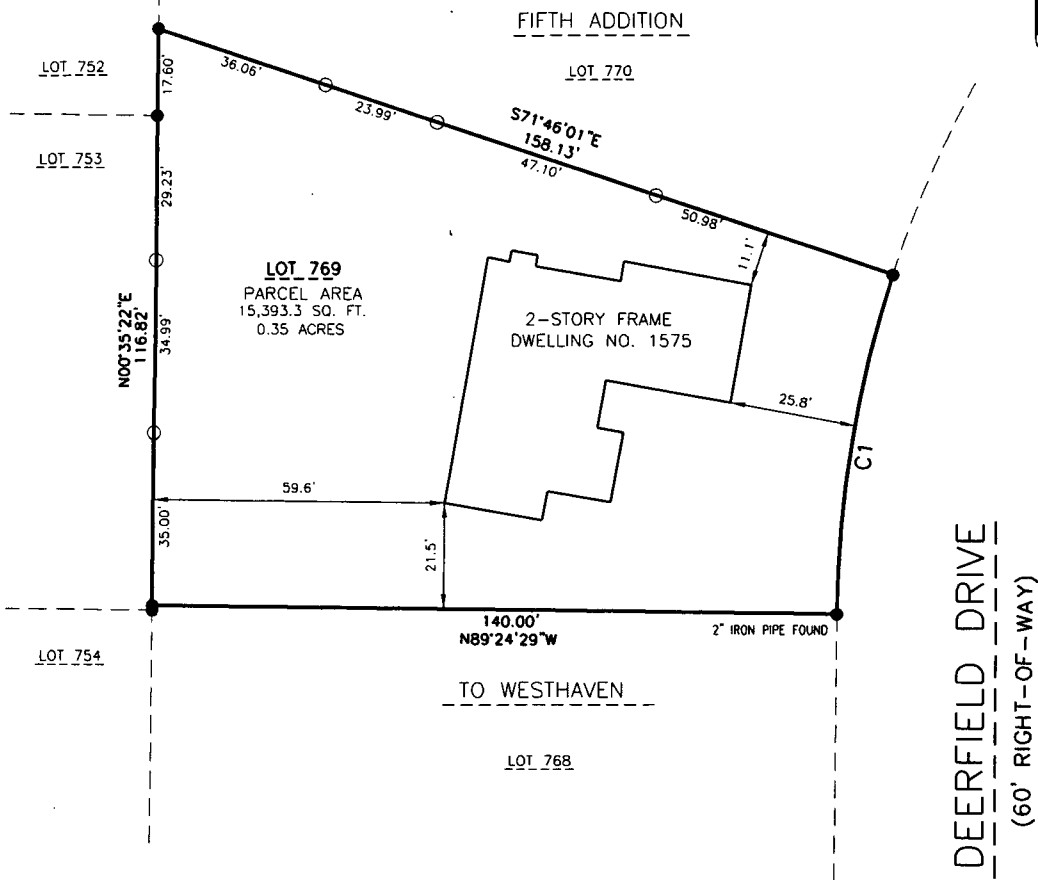 FIFTH ADDITION
LOT 752
17.60'
36.06'
LOT 770
23.99'
S71°46'01"E
158.13'
47.10'
LOT 753
29.23'
50.98'
11.1'
LOT 769
PARCEL AREA
15,393.3 SQ. FT.
0.35 ACRES
N00°35'22"E
116.82'
34.99'
2-STORY FRAME
DWELLING NO. 1575
25.8'
C1
59.6'
35.00'
21.5'
140.00'
N89°24'29"W
2" IRON PIPE FOUND
LOT 754
TO WESTHAVEN
LOT 768
DEERFIELD DRIVE
(60' RIGHT-OF-WAY)